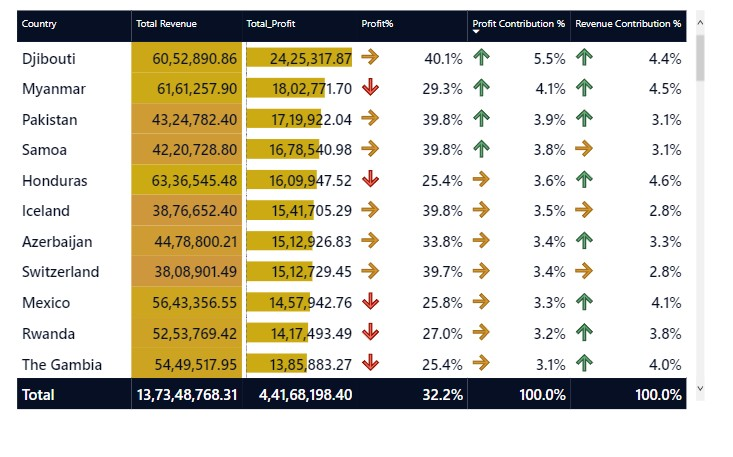 Country Total Revenue Total_Profit Profit% Profit Contribution % Revenue Contribution %
Djibouti 60,52,890.86 24,25,317.87 40.1% 5.5% 4.4%
Myanmar 61,61,257.90 18,02,771.70 29.3% 4.1% 4.5%
Pakistan 43,24,782.40 17,19,922.04 39.8% 3.9% 3.1%
Samoa 42,20,728.80 16,78,540.98 39.8% 3.8% 3.1%
Honduras 63,36,545.48 16,09,947.52 25.4% 3.6% 4.6%
Iceland 38,76,652.40 15,41,705.29 39.8% 3.5% 2.8%
Azerbaijan 44,78,800.21 15,12,926.83 33.8% 3.4% 3.3%
Switzerland 38,08,901.49 15,12,729.45 39.7% 3.4% 2.8%
Mexico 56,43,356.55 14,57,942.76 25.8% 3.3% 4.1%
Rwanda 52,53,769.42 14,17,493.49 27.0% 3.2% 3.8%
The Gambia 54,49,517.95 13,85,883.27 25.4% 3.1% 4.0%
Total 13,73,48,768.31 4,41,68,198.40 32.2% 100.0% 100.0%